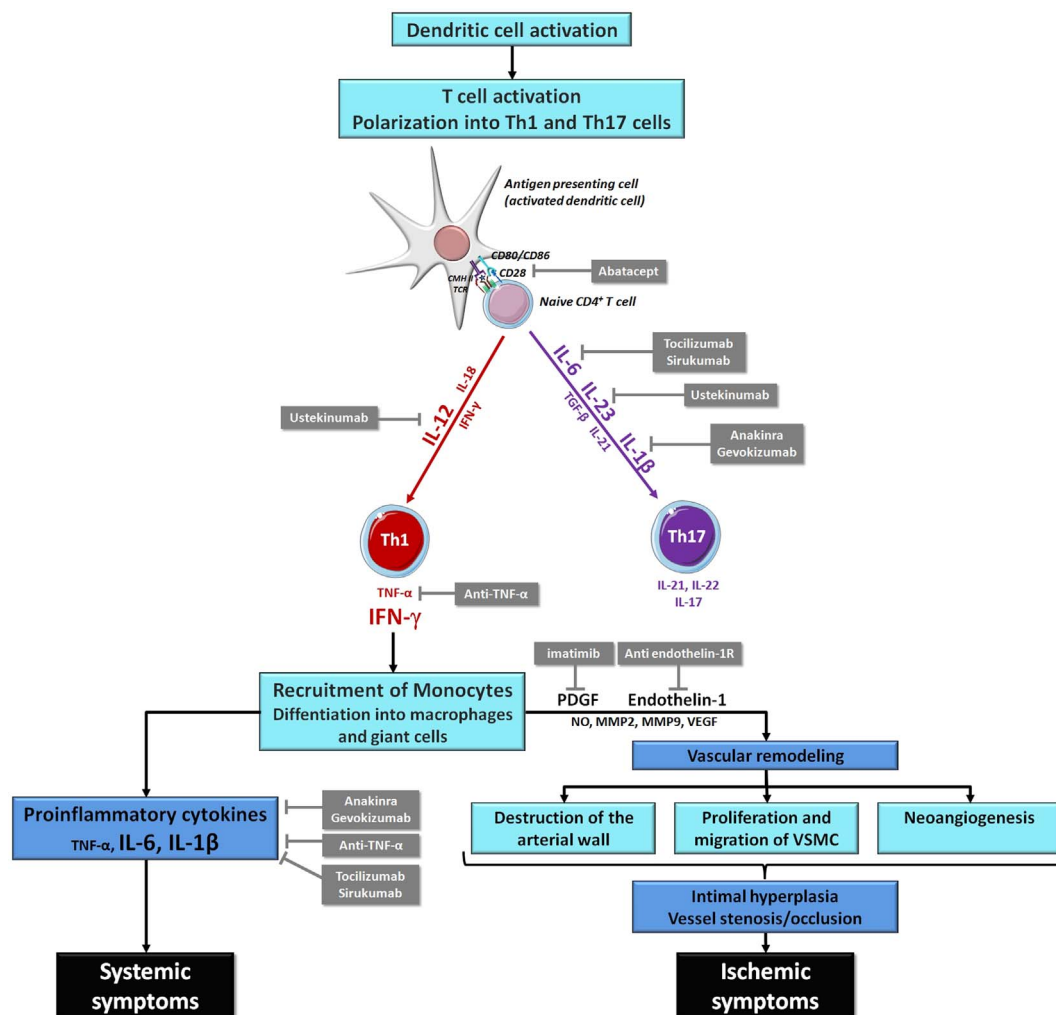 Dendritic cell activation
T cell activation
Polarization into Th1 and Th17 cells
Antigen presenting cell
(activated dendritic cell)
CD80/CD86
CMH II
CD28
TCR
Abatacept
Naive CD4⁺ T cell
Tocilizumab
Sirukumab
IL-6
IL-18
IL-12
IFN-γ
Ustekinumab
IL-23
TGF-β
IL-21
IL-1β
Ustekinumab
Anakinra
Gevokizumab
Th1
Th17
TNF-α
Anti-TNF-α
IFN-γ
IL-21, IL-22
IL-17
imatimib
Anti endothelin-1R
Recruitment of Monocytes
Diffentiation into macrophages
and giant cells
PDGF
Endothelin-1
NO, MMP2, MMP9, VEGF
Vascular remodeling
Proinflammatory cytokines
TNF-α, IL-6, IL-1β
Anakinra
Gevokizumab
Anti-TNF-α
Tocilizumab
Sirukumab
Destruction of the
arterial wall
Proliferation and
migration of VSMC
Neoangiogenesis
Intimal hyperplasia
Vessel stenosis/occlusion
Systemic
symptoms
Ischemic
symptoms